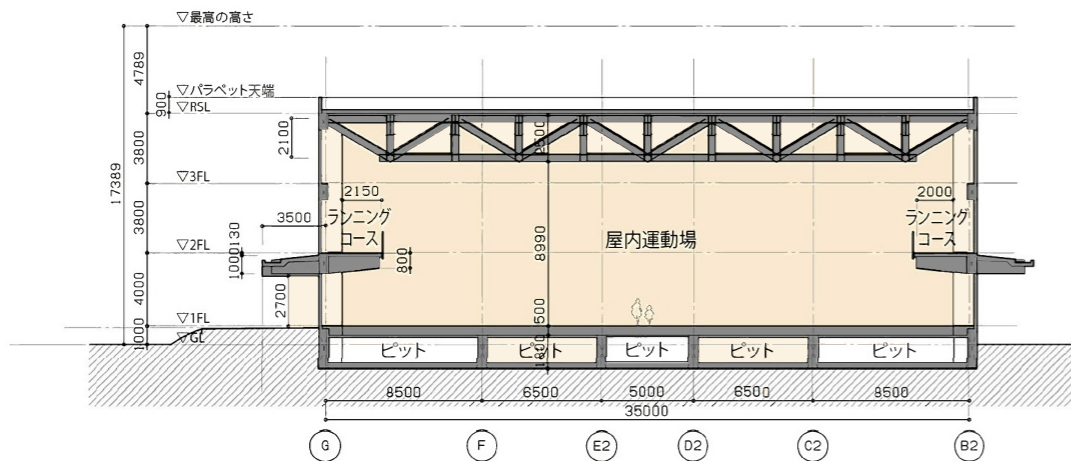 ▽最高の高さ
4789
▽パラペット天端
900
▽RSL
2100
2500
3800
17389
▽3FL
2150
2000
3500
ランニング
コース
ランニング
コース
屋内運動場
3800
130
1000
▽2FL
800
8990
4000
2700
▽1FL
500
1000
▽GL
ピット
ピット
ピット
ピット
ピット
8500
6500
5000
6500
8500
35000
G
F
E2
D2
C2
B2